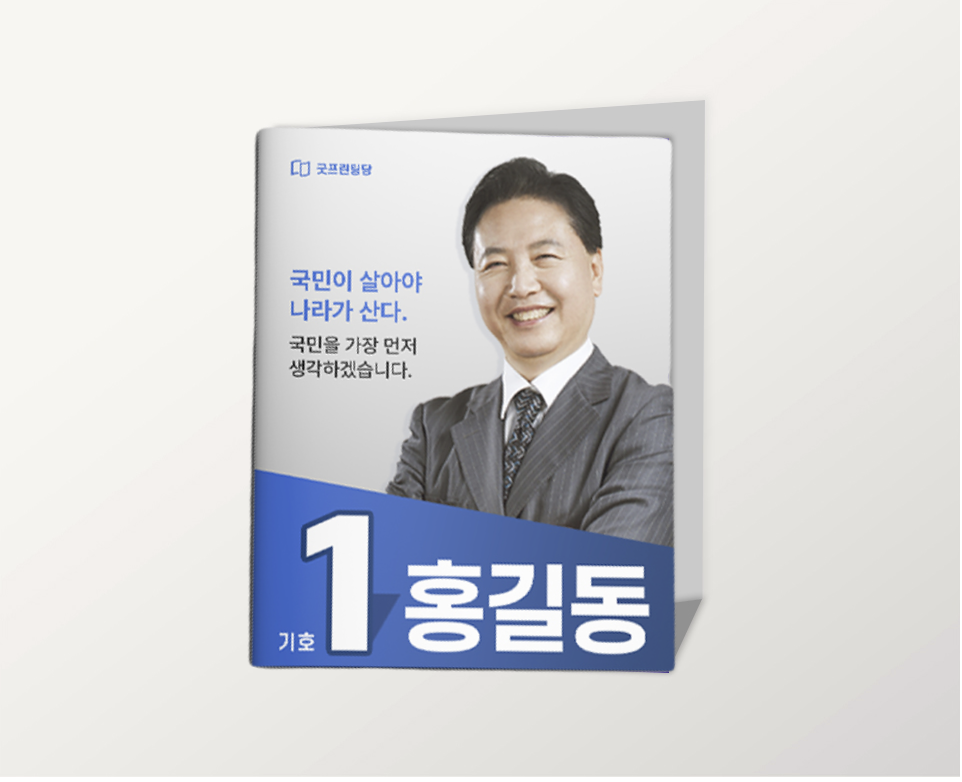 굿프렌틸당
국민이 살아야
나라가 산다.
국민을 가장 먼저
생각하겠습니다.
기호 1 홍길동